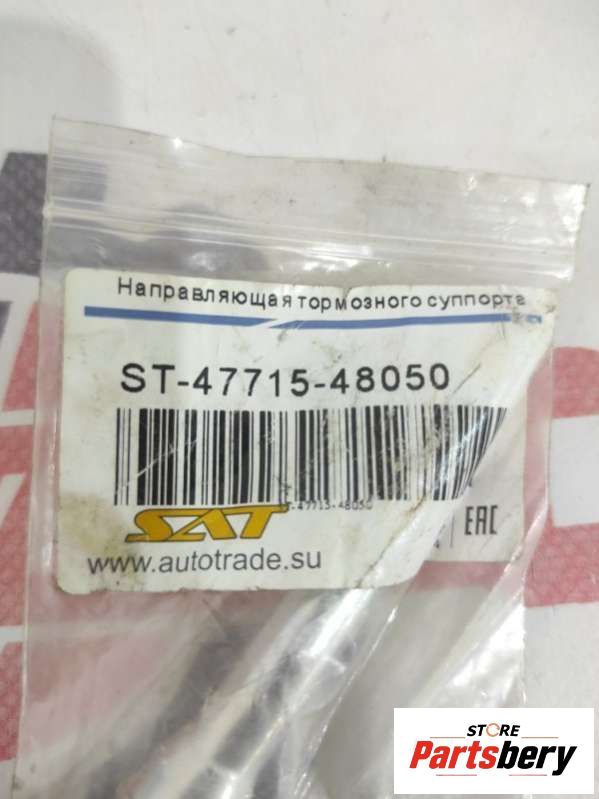 Направляющая тормозного суппорта
ST-47715-48050
ST-47715-48050
SAT
EAC
www.autotrade.su
STORE
Partsbery